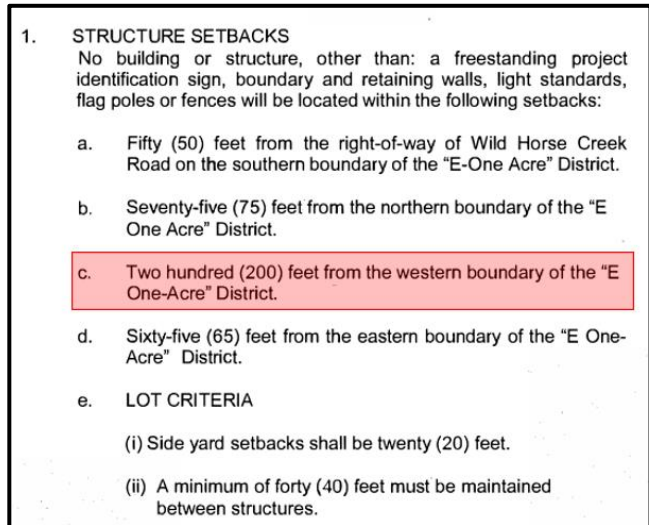 1. STRUCTURE SETBACKS
No building or structure, other than: a freestanding project
identification sign, boundary and retaining walls, light standards,
flag poles or fences will be located within the following setbacks:
a. Fifty (50) feet from the right-of-way of Wild Horse Creek
Road on the southern boundary of the “E-One Acre” District.
b. Seventy-five (75) feet from the northern boundary of the “E
One Acre” District.
c. Two hundred (200) feet from the western boundary of the “E
One-Acre” District.
d. Sixty-five (65) feet from the eastern boundary of the “E One-
Acre” District.
e. LOT CRITERIA
(i) Side yard setbacks shall be twenty (20) feet.
(ii) A minimum of forty (40) feet must be maintained
between structures.